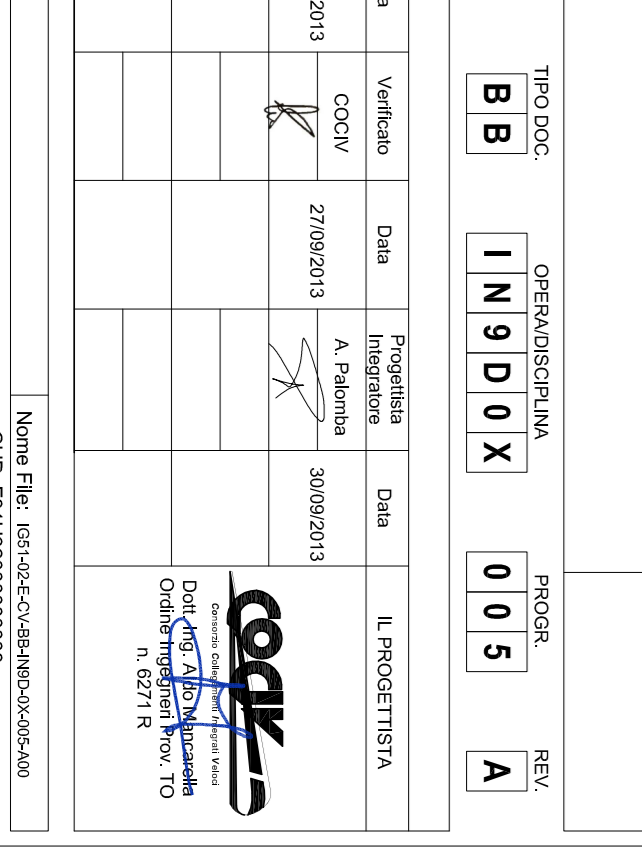 TIPO DOC. OPERA/DISCIPLINA PROGR. REV.
B B I N 9 D 0 X 0 0 5 A
Verificato Data Progettista Integratore Data IL PROGETTISTA
2013 COCIV 27/09/2013 A. Palomba 30/09/2013
COCIV
Consorzio Collegamenti Integrati Veloci
Dott. Ing. Aldo Mancarella
Ordine Ingegneri Prov. TO
n. 6271 R
Nome File: IG51-02-E-CV-BB-IN9D-0X-005-A00